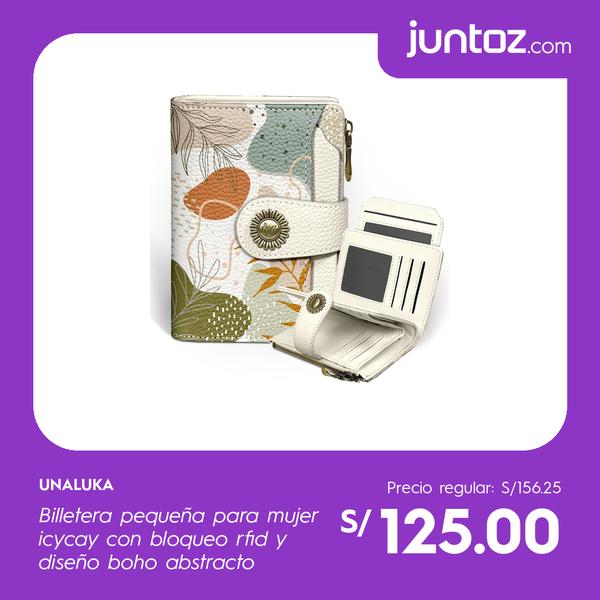 juntoz.com
UNALUKA
Billetera pequeña para mujer
icycay con bloqueo rfid y
diseño boho abstracto
Precio regular: S/156.25
S/125.00